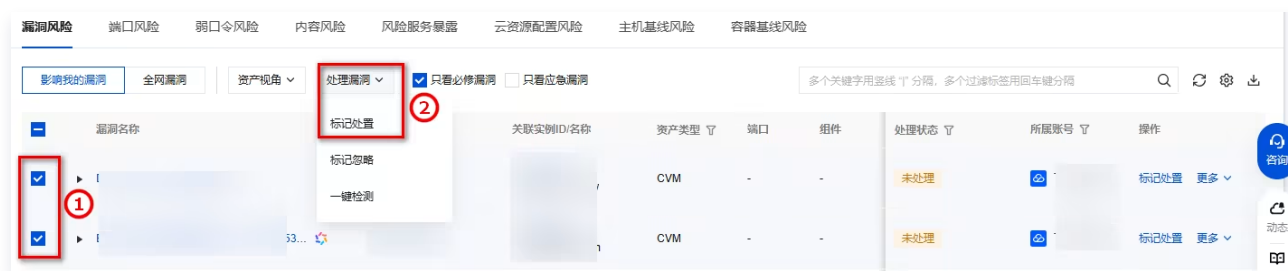 漏洞风险 端口风险 弱口令风险 内容风险 风险服务暴露 云资源配置风险 主机基线风险 容器基线风险
影响我的漏洞 全网漏洞 资产视角 处理漏洞 只看必修漏洞 只看应急漏洞 多个关键字用竖线 "|" 分隔，多个过滤标签用回车键分隔
②
漏洞名称 标记处置 关联实例ID/名称 资产类型 端口 组件 处理状态 所属账号 操作
标记忽略
咨询
CVM - - 未处理 标记处置 更多
一键检测
①
动态
53... CVM - - 未处理 标记处置 更多